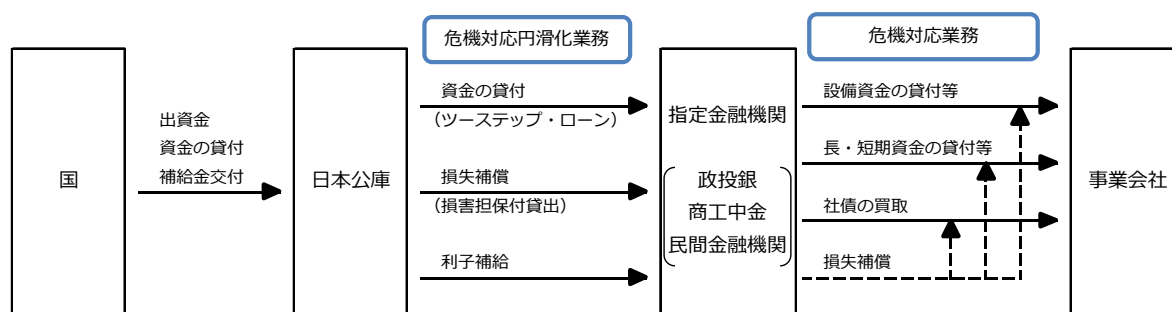 危機対応円滑化業務
危機対応業務
国
出資金
資金の貸付
補給金交付
日本公庫
資金の貸付
（ツーステップ・ローン）
損失補償
（損害担保付貸出）
利子補給
指定金融機関
政投銀
商工中金
民間金融機関
設備資金の貸付等
長・短期資金の貸付等
社債の買取
損失補償
事業会社